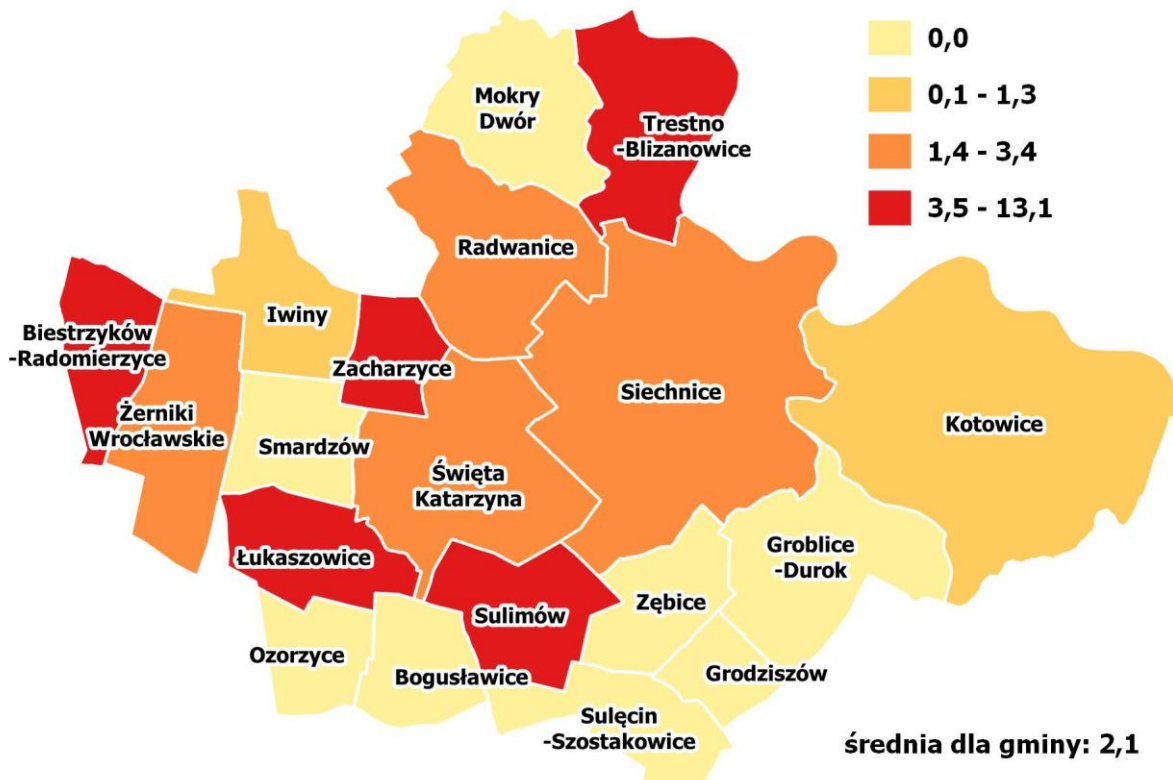 0,0
0,1 - 1,3
1,4 - 3,4
3,5 - 13,1
Mokry
Dwór
Trestno
-Blizanowice
Radwanice
Iwiny
Biestrzyków
-Radomierzyce
Zacharzyce
Siechnice
Żerniki
Wrocławskie
Smardzów
Kotowice
Święta
Katarzyna
Łukaszowice
Groblice
-Durok
Zębice
Sulimów
Ozorzyce
Bogusławice
Grodziszów
Sulęcin
-Szostakowice
średnia dla gminy: 2,1